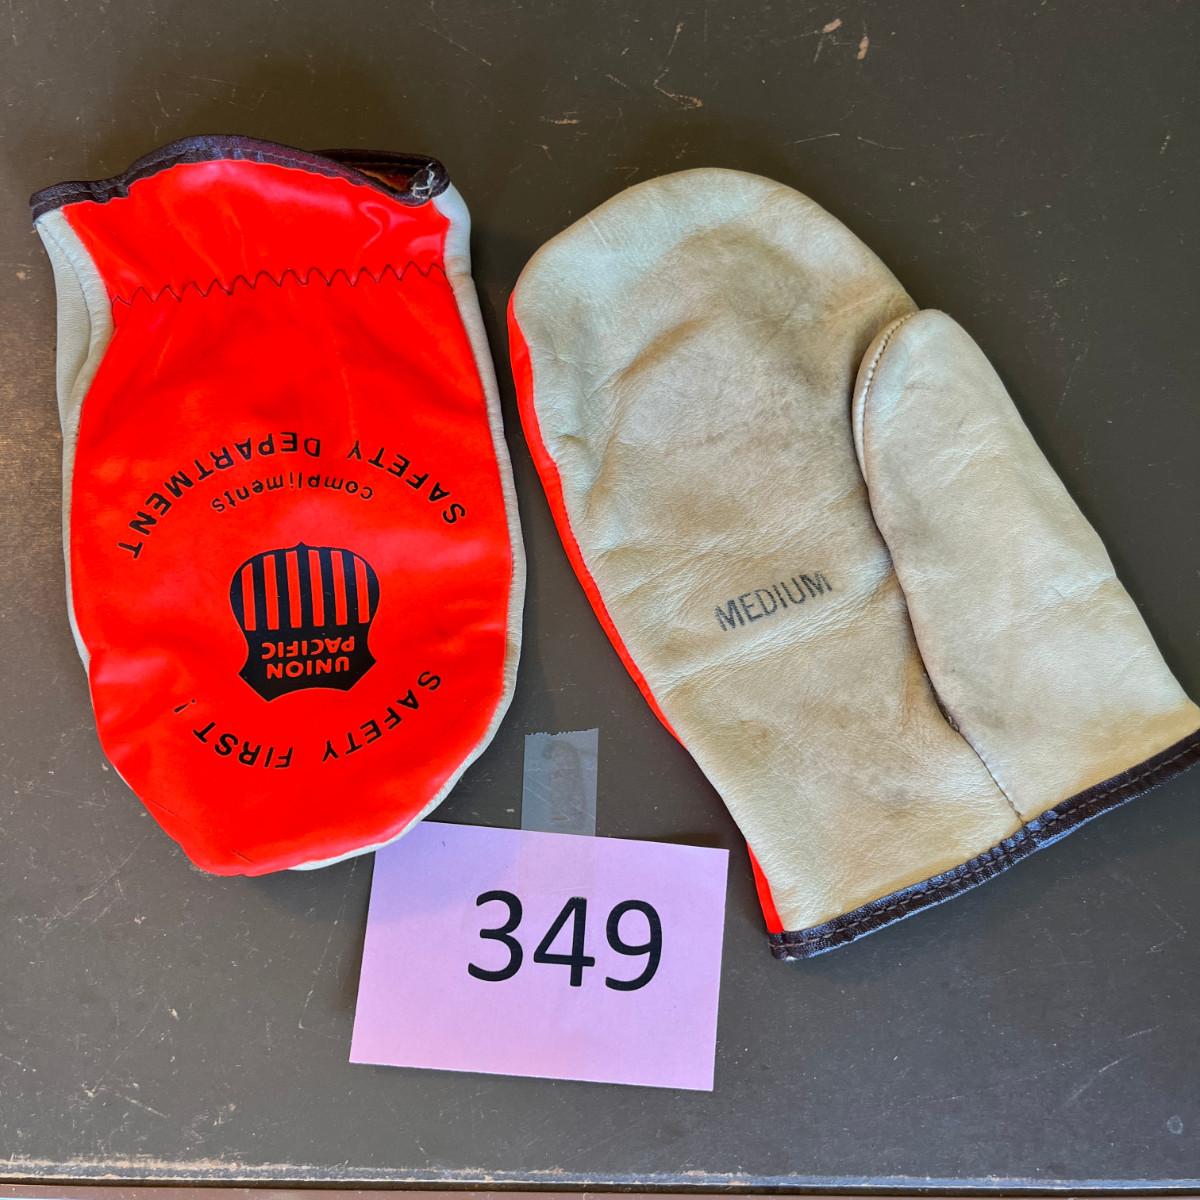 SAFETY FIRST!
UNION
PACIFIC
compliments
SAFETY DEPARTMENT
MEDIUM
349